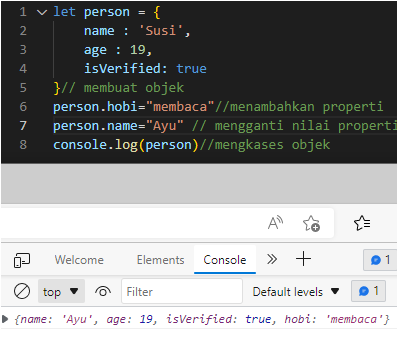 1 let person = {
2 name : 'Susi',
3 age : 19,
4 isVerified: true
5 }// membuat objek
6 person.hobi="membaca"//menambahkan properti
7 person.name="Ayu" // mengganti nilai properti
8 console.log(person)//mengkases objek
Welcome Elements Console 1
top Filter Default levels 1
{name: 'Ayu', age: 19, isVerified: true, hobi: 'membaca'}